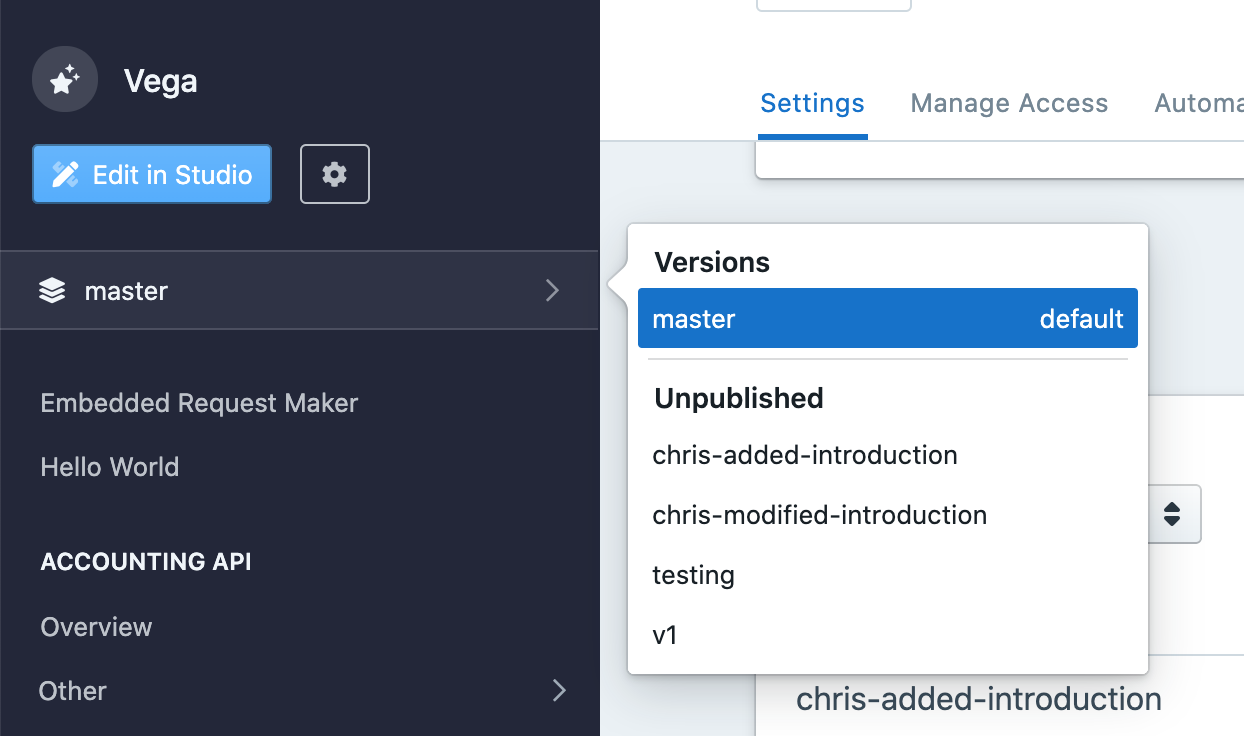 Vega
Edit in Studio
master
Embedded Request Maker
Hello World
ACCOUNTING API
Overview
Other
Settings
Manage Access
Versions
master default
Unpublished
chris-added-introduction
chris-modified-introduction
testing
v1
chris-added-introduction